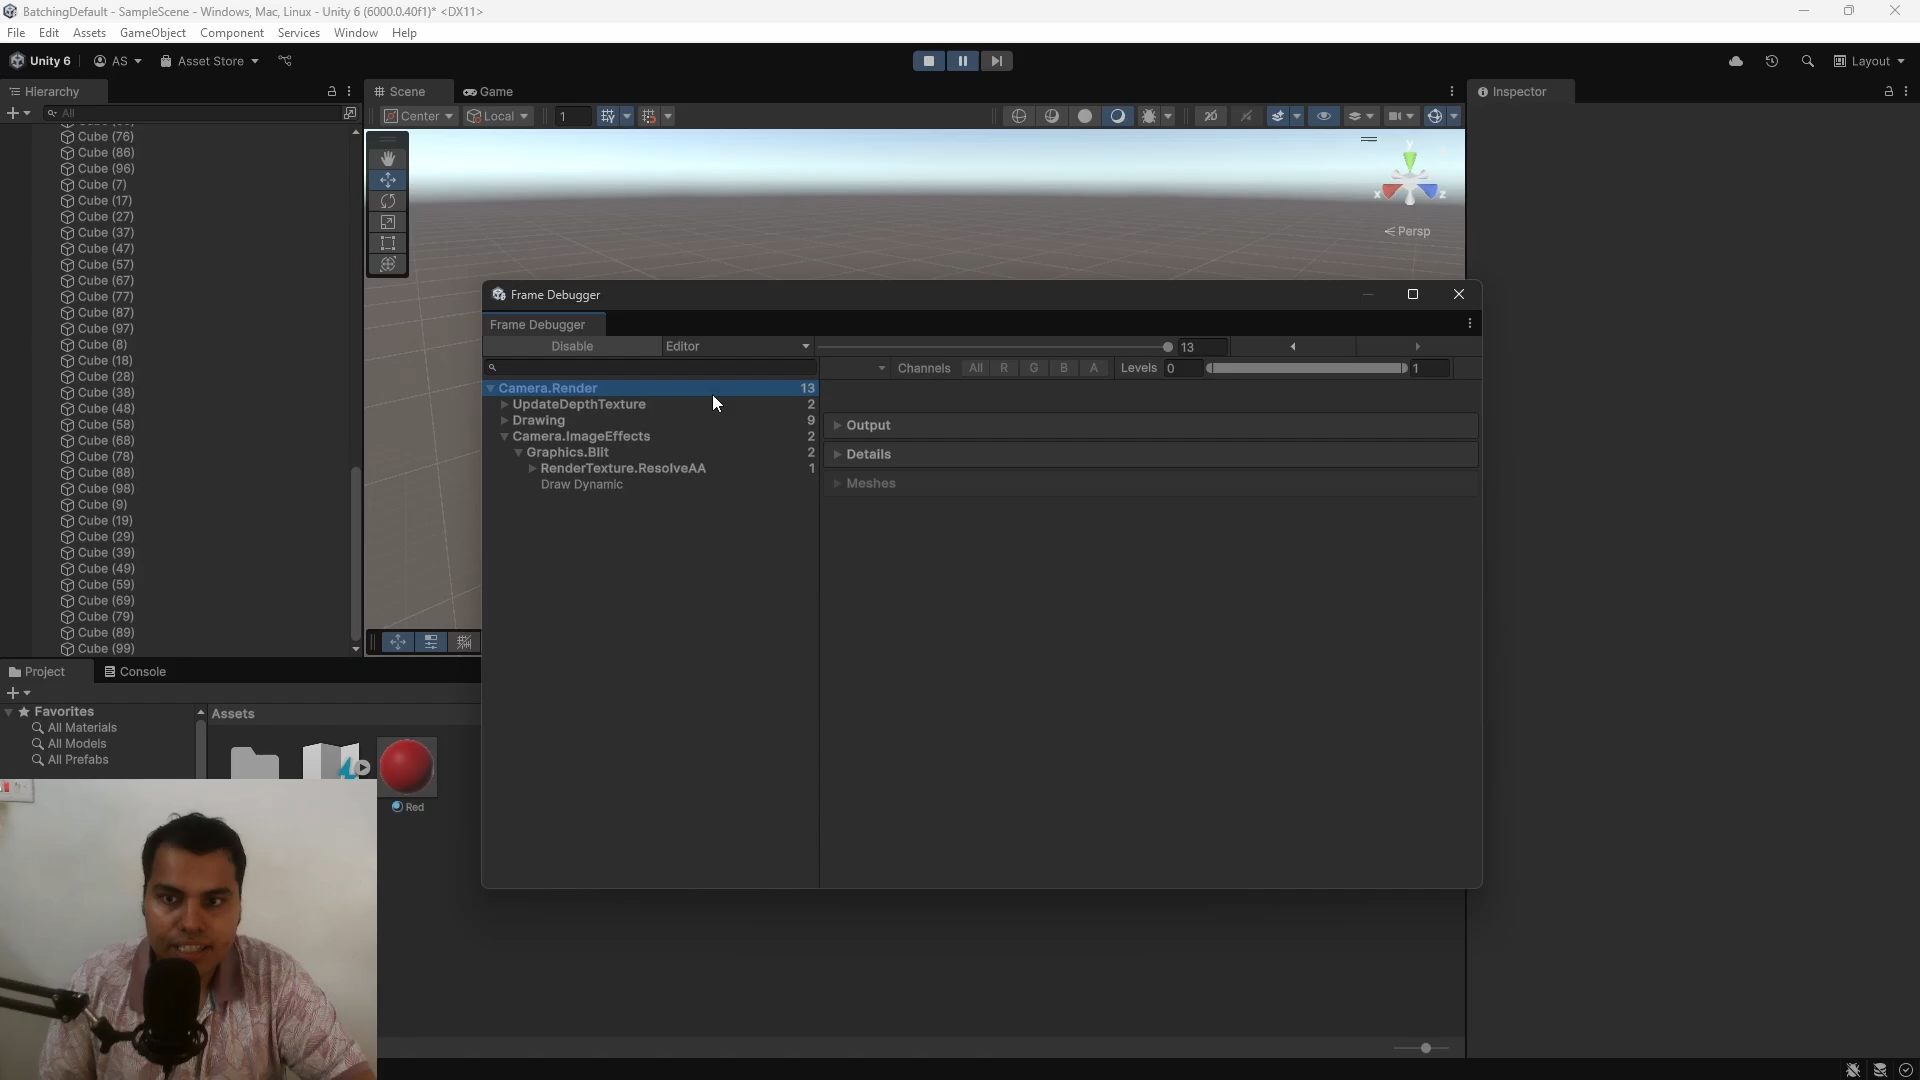 BatchingDefault - SampleScene - Windows, Mac, Linux - Unity 6 (6000.0.40f1)* <DX11>
File Edit Assets GameObject Component Services Window Help
Unity 6 AS Asset Store Layout
Hierarchy
Scene Game
Inspector
All
Center Local 1
Cube (76)
Cube (86)
Cube (96)
Cube (7)
Cube (17)
Cube (27)
Cube (37)
Cube (47)
Cube (57)
Cube (67)
Cube (77)
Cube (87)
Cube (97)
Cube (8)
Cube (18)
Cube (28)
Cube (38)
Cube (48)
Cube (58)
Cube (68)
Cube (78)
Cube (88)
Cube (98)
Cube (9)
Cube (19)
Cube (29)
Cube (39)
Cube (49)
Cube (59)
Cube (69)
Cube (79)
Cube (89)
Cube (99)
y
x z
Persp
Frame Debugger
Frame Debugger
Disable Editor 13
Channels All R G B A Levels 0 1
Camera.Render 13
UpdateDepthTexture 2
Drawing 9
Camera.ImageEffects 2
Graphics.Blit 2
RenderTexture.ResolveAA 1
Draw Dynamic
Output
Details
Meshes
Project Console
Favorites
All Materials
All Models
All Prefabs
Assets
Red